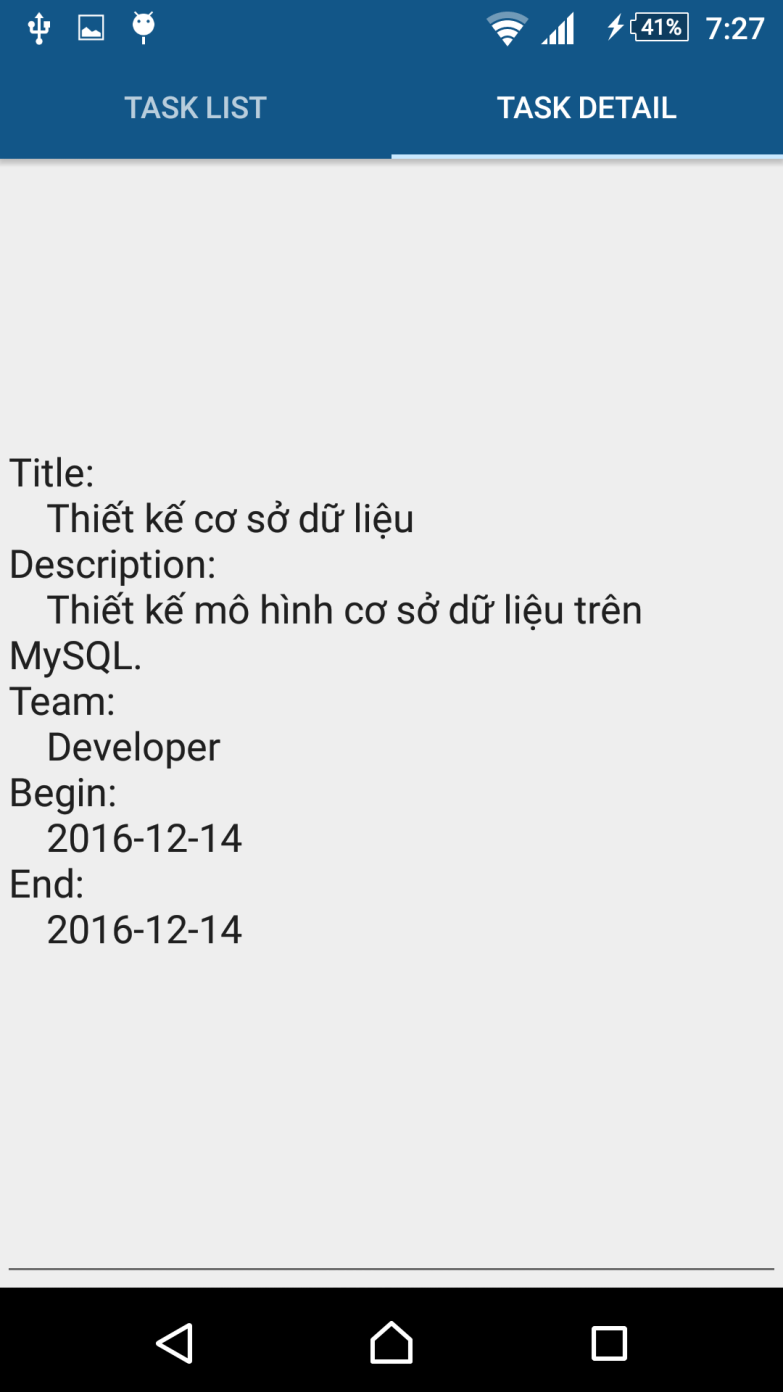 41% 7:27
TASK LIST TASK DETAIL
Title:
Thiết kế cơ sở dữ liệu
Description:
Thiết kế mô hình cơ sở dữ liệu trên
MySQL.
Team:
Developer
Begin:
2016-12-14
End:
2016-12-14